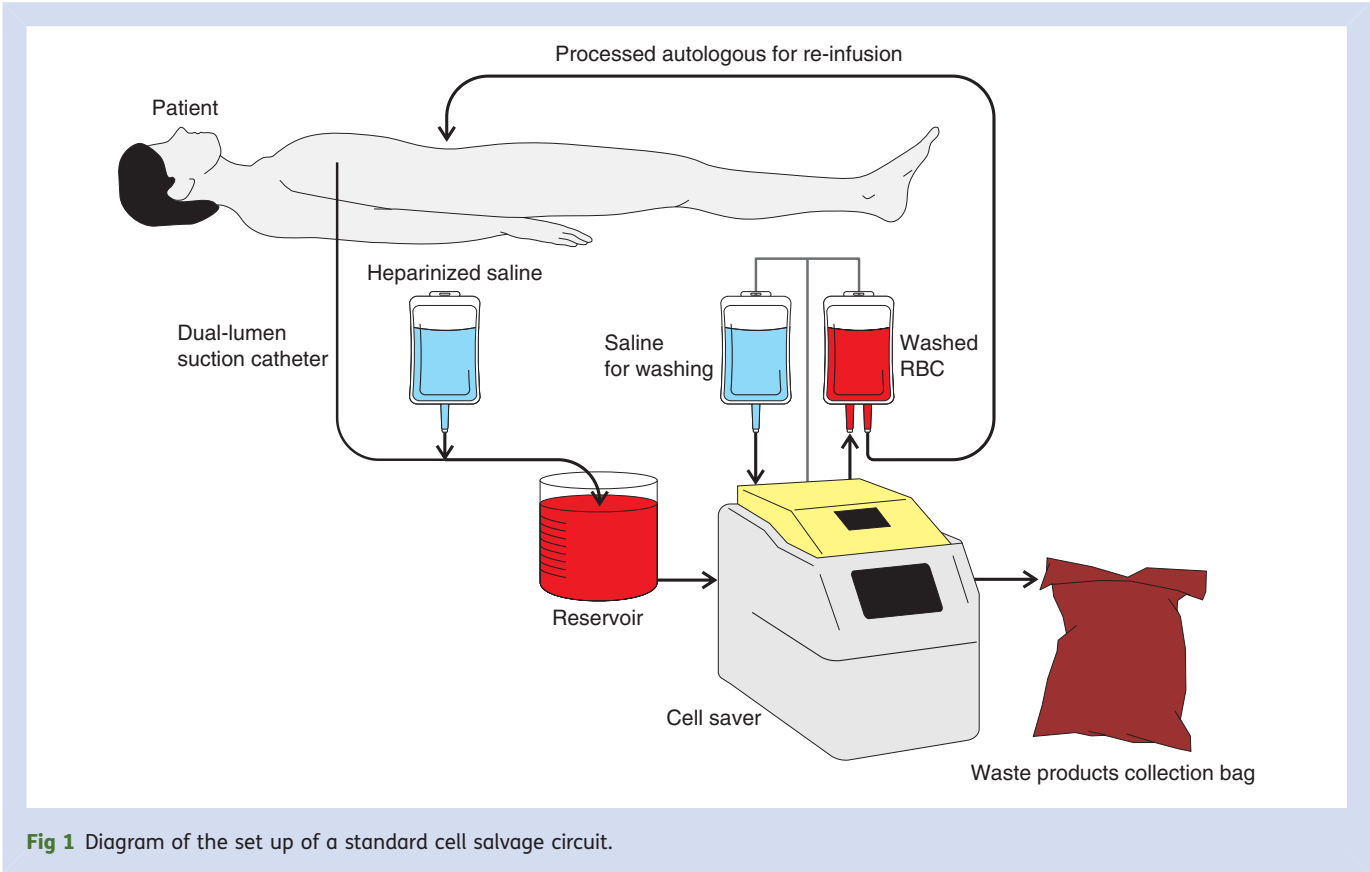 Processed autologous for re-infusion
Patient
Heparinized saline
Dual-lumen
suction catheter
Saline
for washing
Washed
RBC
Reservoir
Cell saver
Waste products collection bag
Fig 1 Diagram of the set up of a standard cell salvage circuit.